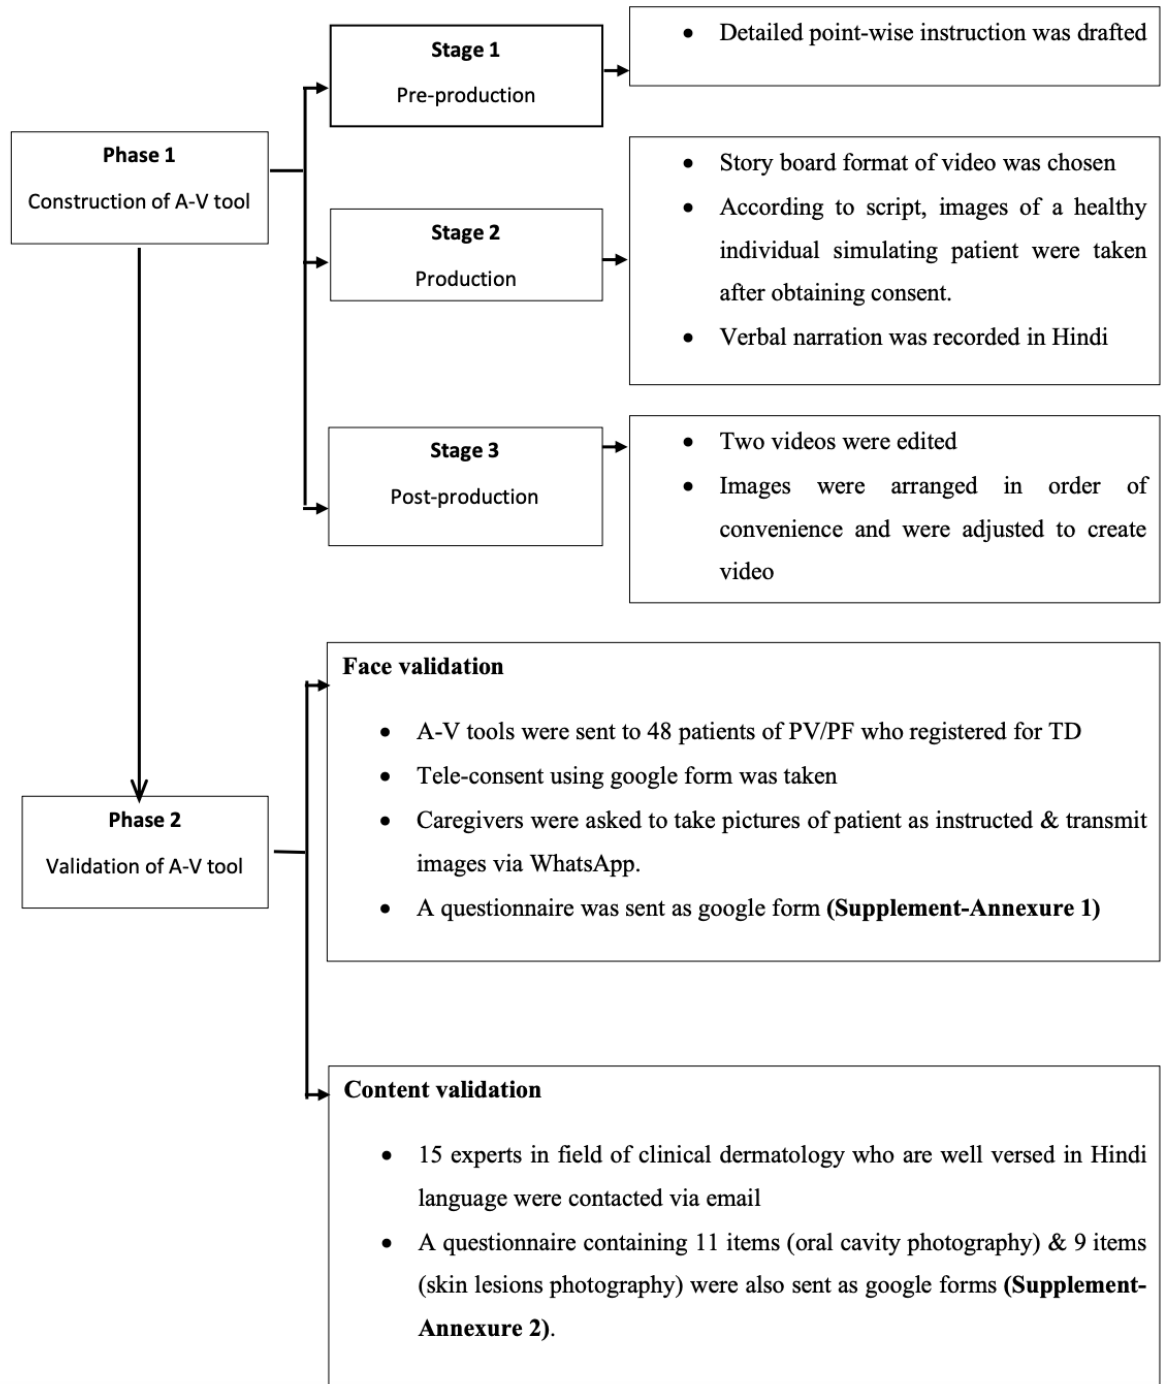 Stage 1
Pre-production
• Detailed point-wise instruction was drafted
Phase 1
Construction of A-V tool
Stage 2
Production
• Story board format of video was chosen
• According to script, images of a healthy
individual simulating patient were taken
after obtaining consent.
• Verbal narration was recorded in Hindi
Stage 3
Post-production
• Two videos were edited
• Images were arranged in order of
convenience and were adjusted to create
video
Phase 2
Validation of A-V tool
Face validation
• A-V tools were sent to 48 patients of PV/PF who registered for TD
• Tele-consent using google form was taken
• Caregivers were asked to take pictures of patient as instructed & transmit
images via WhatsApp.
• A questionnaire was sent as google form (Supplement-Annexure 1)
Content validation
• 15 experts in field of clinical dermatology who are well versed in Hindi
language were contacted via email
• A questionnaire containing 11 items (oral cavity photography) & 9 items
(skin lesions photography) were also sent as google forms (Supplement-
Annexure 2).